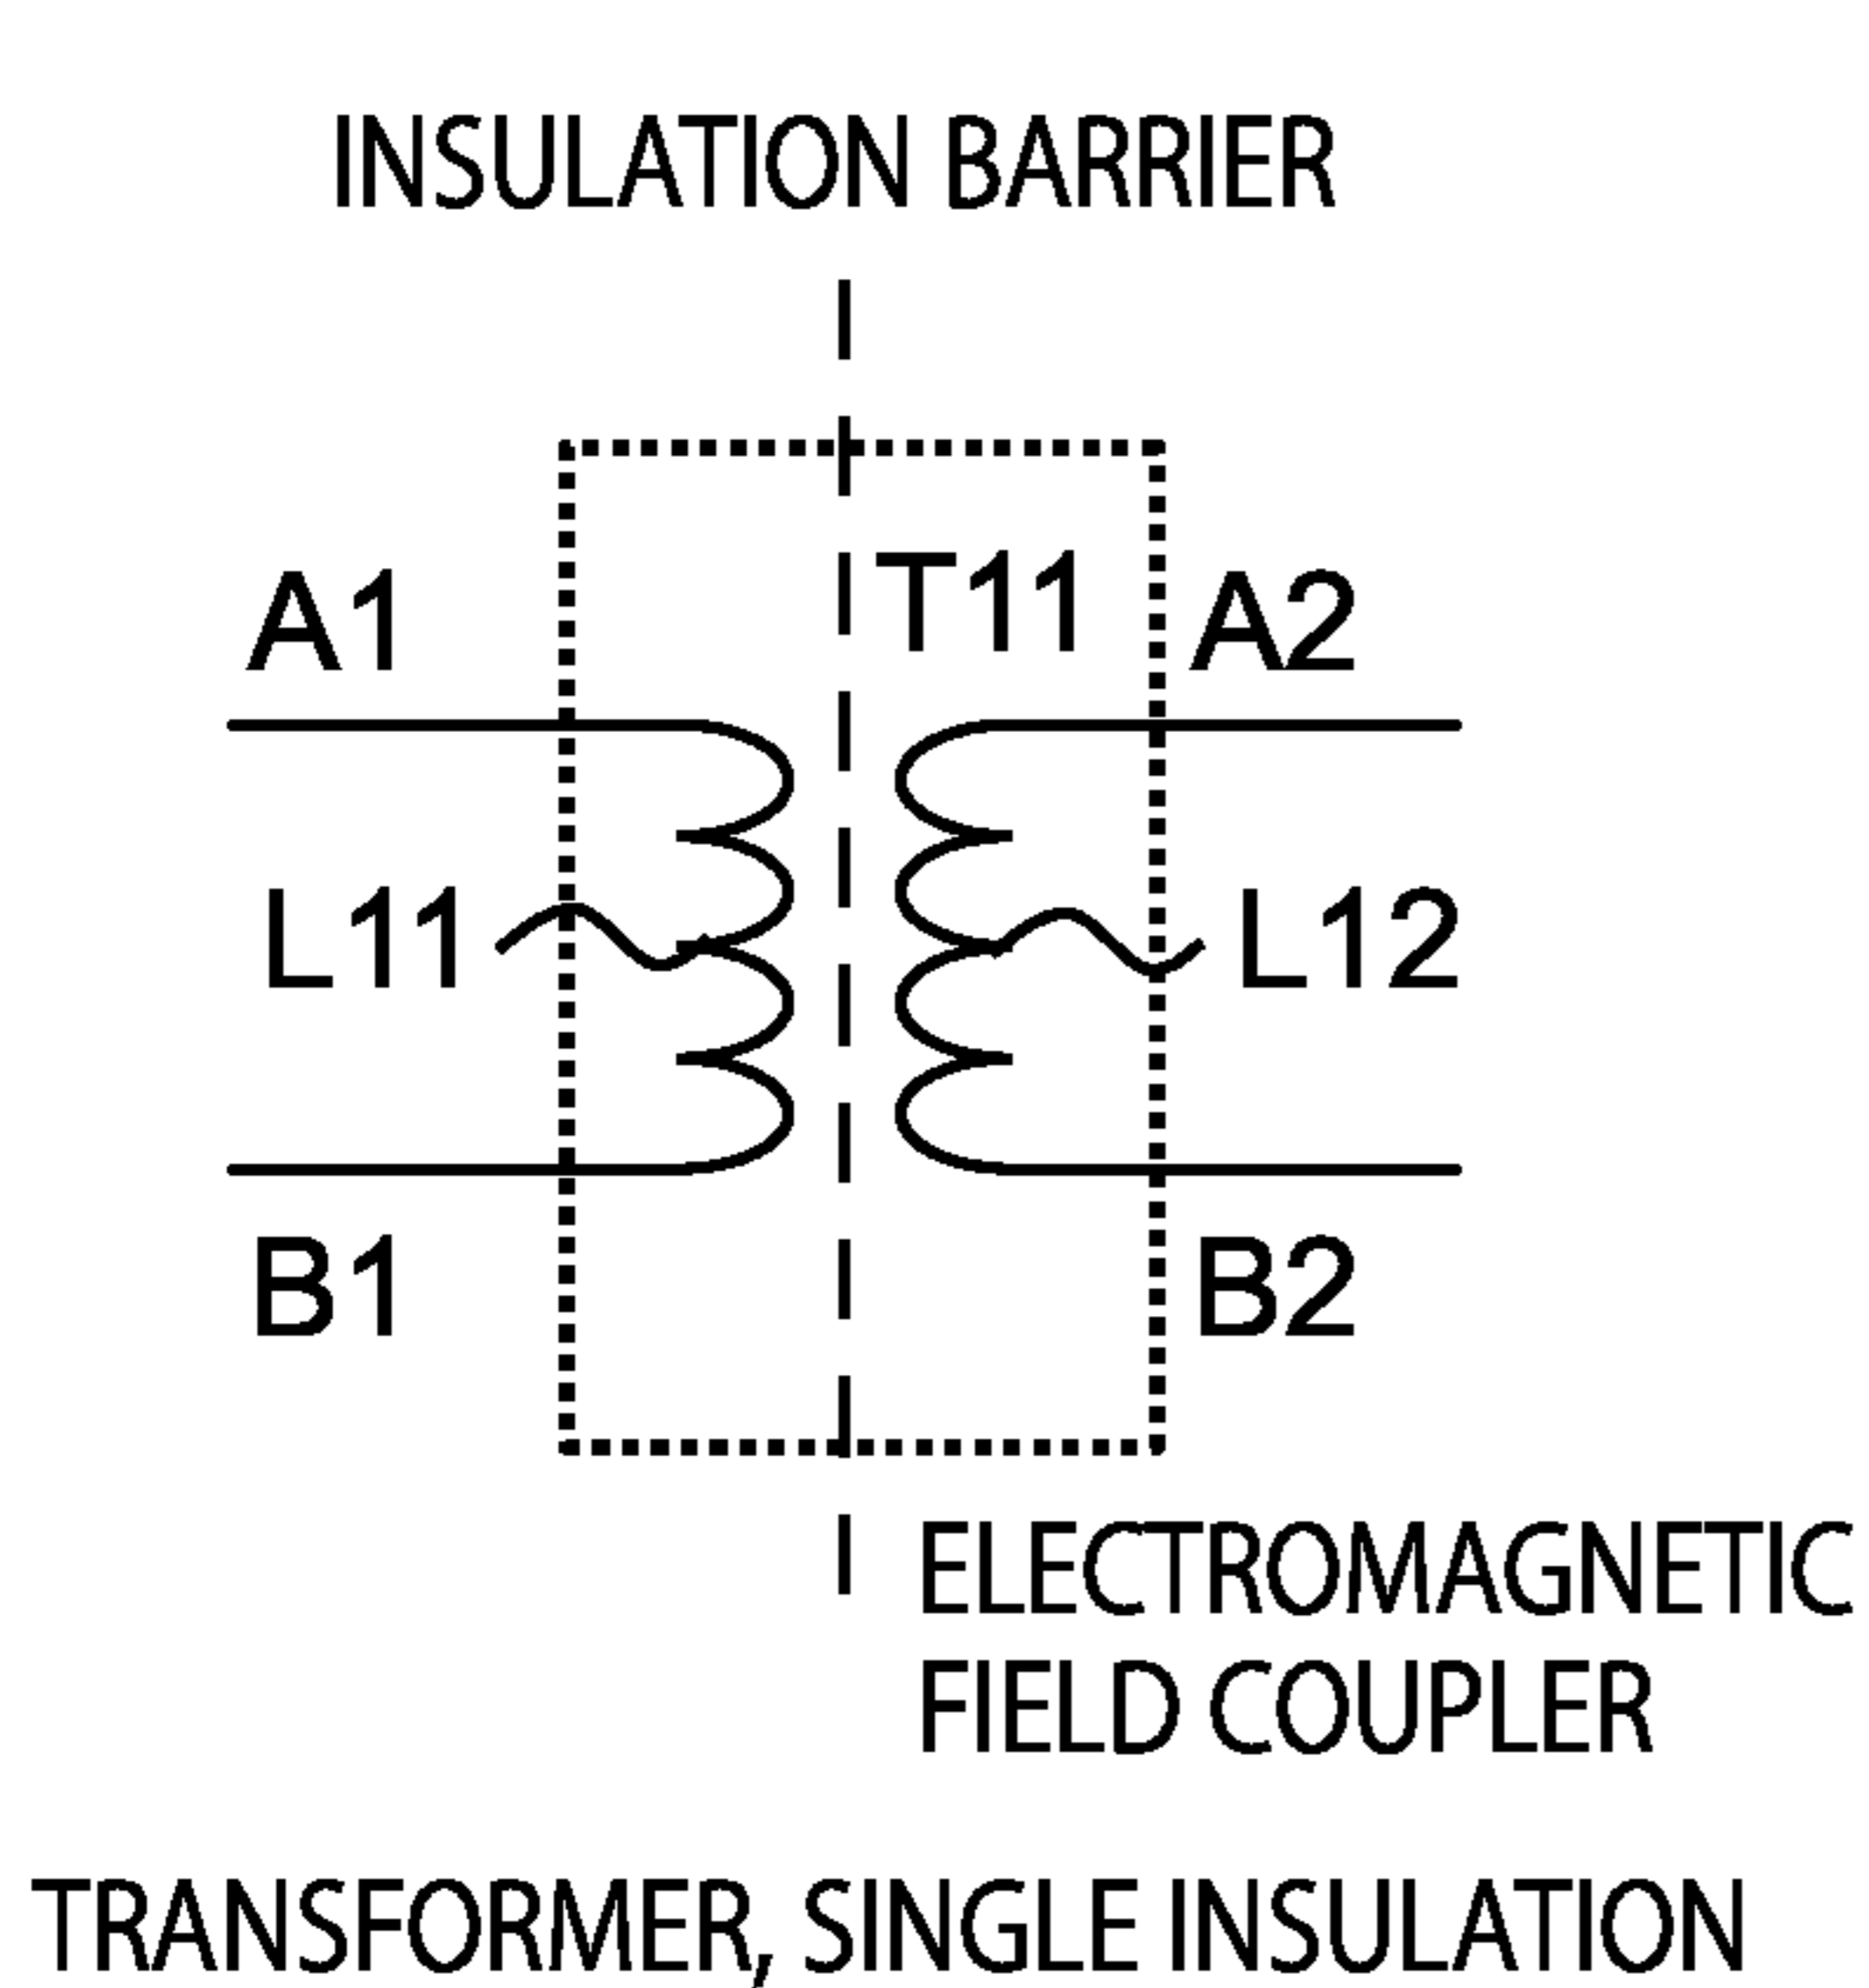 INSULATION BARRIER
T11
A1
A2
L11
L12
B1
B2
ELECTROMAGNETIC
FIELD COUPLER
TRANSFORMER, SINGLE INSULATION